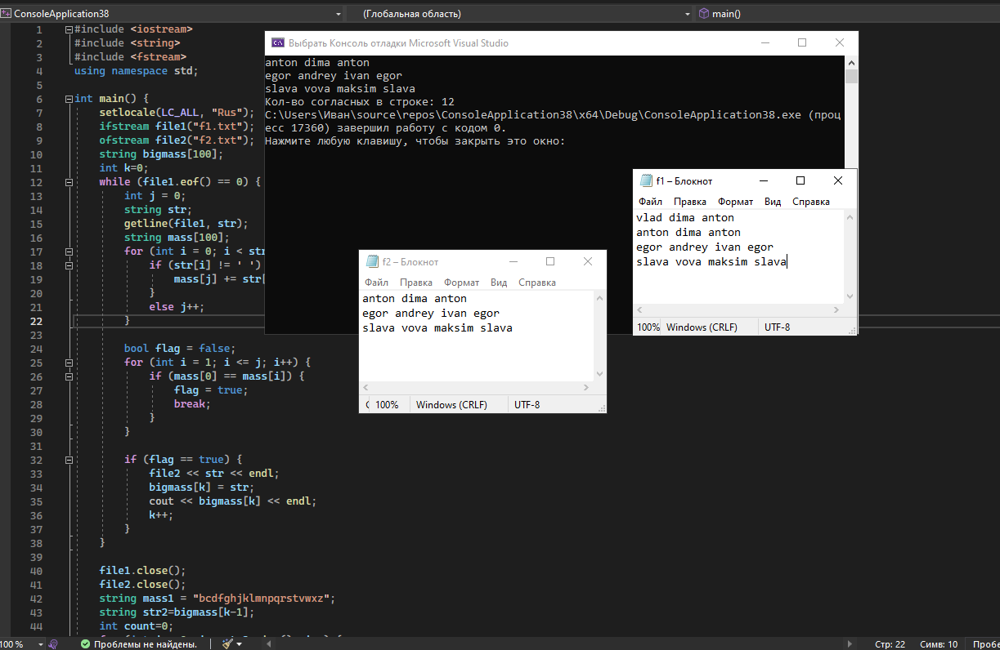 ConsoleApplication38 (Глобальная область) main()
1 #include <iostream>
2 #include <string>
3 #include <fstream>
4 using namespace std;
5
6 int main() {
7 setlocale(LC_ALL, "Rus");
8 ifstream file1("f1.txt");
9 ofstream file2("f2.txt");
10 string bigmass[100];
11 int k=0;
12 while (file1.eof() == 0) {
13 int j = 0;
14 string str;
15 getline(file1, str);
16 string mass[100];
17 for (int i = 0; i < str
18 if (str[i] != ' ')
19 mass[j] += str[
20 }
21 else j++;
22 }
23
24 bool flag = false;
25 for (int i = 1; i <= j; i++) {
26 if (mass[0] == mass[i]) {
27 flag = true;
28 break;
29 }
30 }
31
32 if (flag == true) {
33 file2 << str << endl;
34 bigmass[k] = str;
35 cout << bigmass[k] << endl;
36 k++;
37 }
38 }
39
40 file1.close();
41 file2.close();
42 string mass1 = "bcdfghjklmnpqrstvwxz";
43 string str2=bigmass[k-1];
44 int count=0;
Выбрать Консоль отладки Microsoft Visual Studio
anton dima anton
egor andrey ivan egor
slava vova maksim slava
Кол-во согласных в строке: 12
C:\Users\Иван\source\repos\ConsoleApplication38\x64\Debug\ConsoleApplication38.exe (проц
есс 17360) завершил работу с кодом 0.
Нажмите любую клавишу, чтобы закрыть это окно:
f1 – Блокнот
Файл Правка Формат Вид Справка
vlad dima anton
anton dima anton
egor andrey ivan egor
slava vova maksim slava
100% Windows (CRLF) UTF-8
f2 – Блокнот
Файл Правка Формат Вид Справка
anton dima anton
egor andrey ivan egor
slava vova maksim slava
100% Windows (CRLF) UTF-8
100 % Проблемы не найдены. Стр: 22 Симв: 10 Пробе